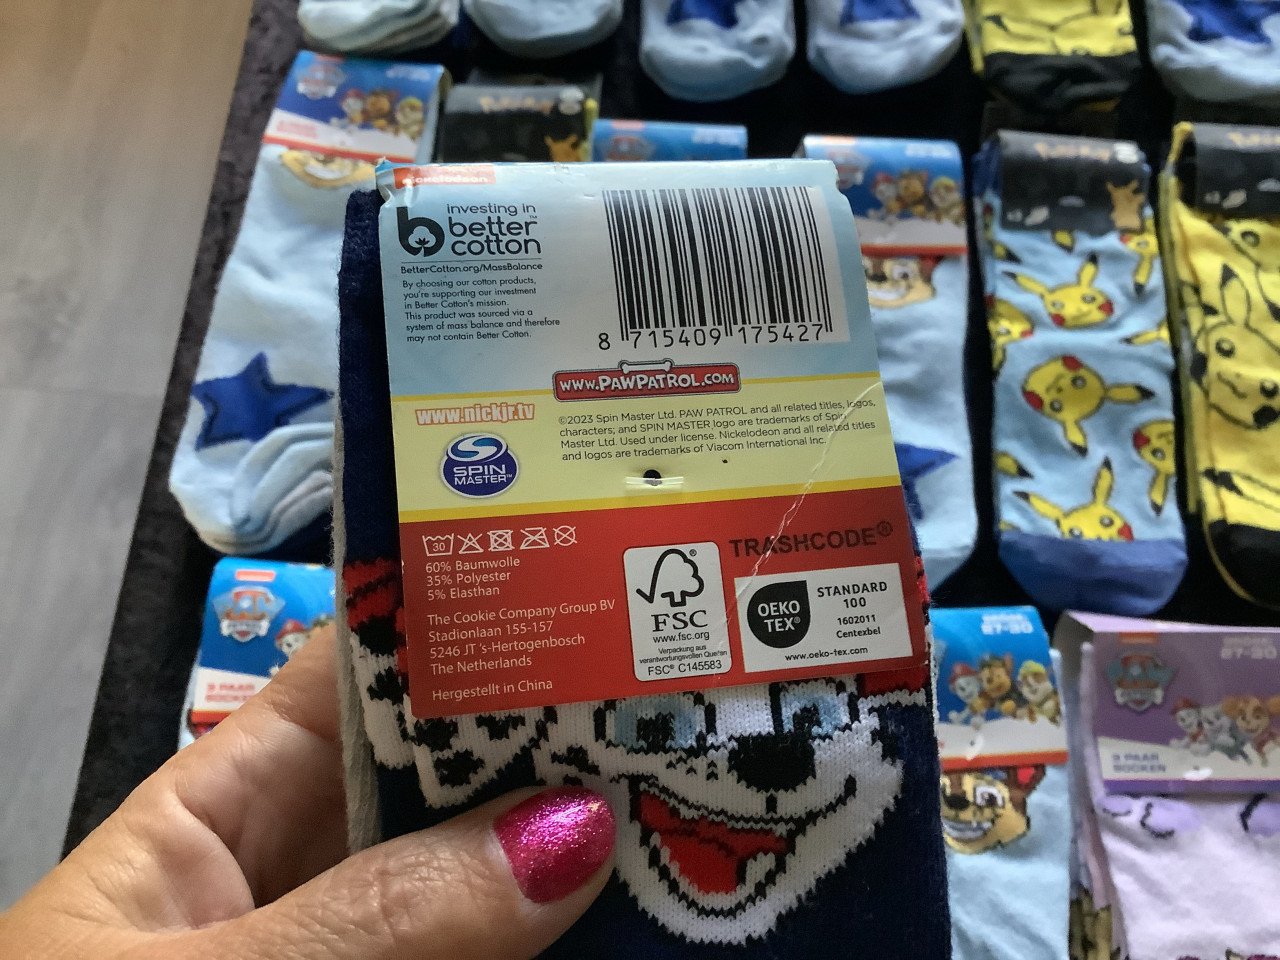 nickelodeon
investing in
better
cotton™
BetterCotton.org/MassBalance
By choosing our cotton products,
you're supporting our investment
in Better Cotton's mission.
This product was sourced via a
system of mass balance and therefore
may not contain Better Cotton.
8 715409 175427
www.PAWPATROL.com
www.nickjr.tv
SPIN
MASTER™
©2023 Spin Master Ltd. PAW PATROL and all related titles, logos,
characters; and SPIN MASTER logo are trademarks of Spin
Master Ltd. Used under license. Nickelodeon and all related titles
and logos are trademarks of Viacom International Inc.
30
60% Baumwolle
35% Polyester
5% Elasthan
The Cookie Company Group BV
Stadionlaan 155-157
5246 JT 's-Hertogenbosch
The Netherlands
Hergestellt in China
®
FSC
www.fsc.org
Verpackung aus
verantwortungsvollen Quellen
FSC® C145583
TRASHCODE®
OEKO
TEX®
STANDARD
100
1602011
Centexbel
www.oeko-tex.com
27-30
27-30
3 PAAR
SOCKEN